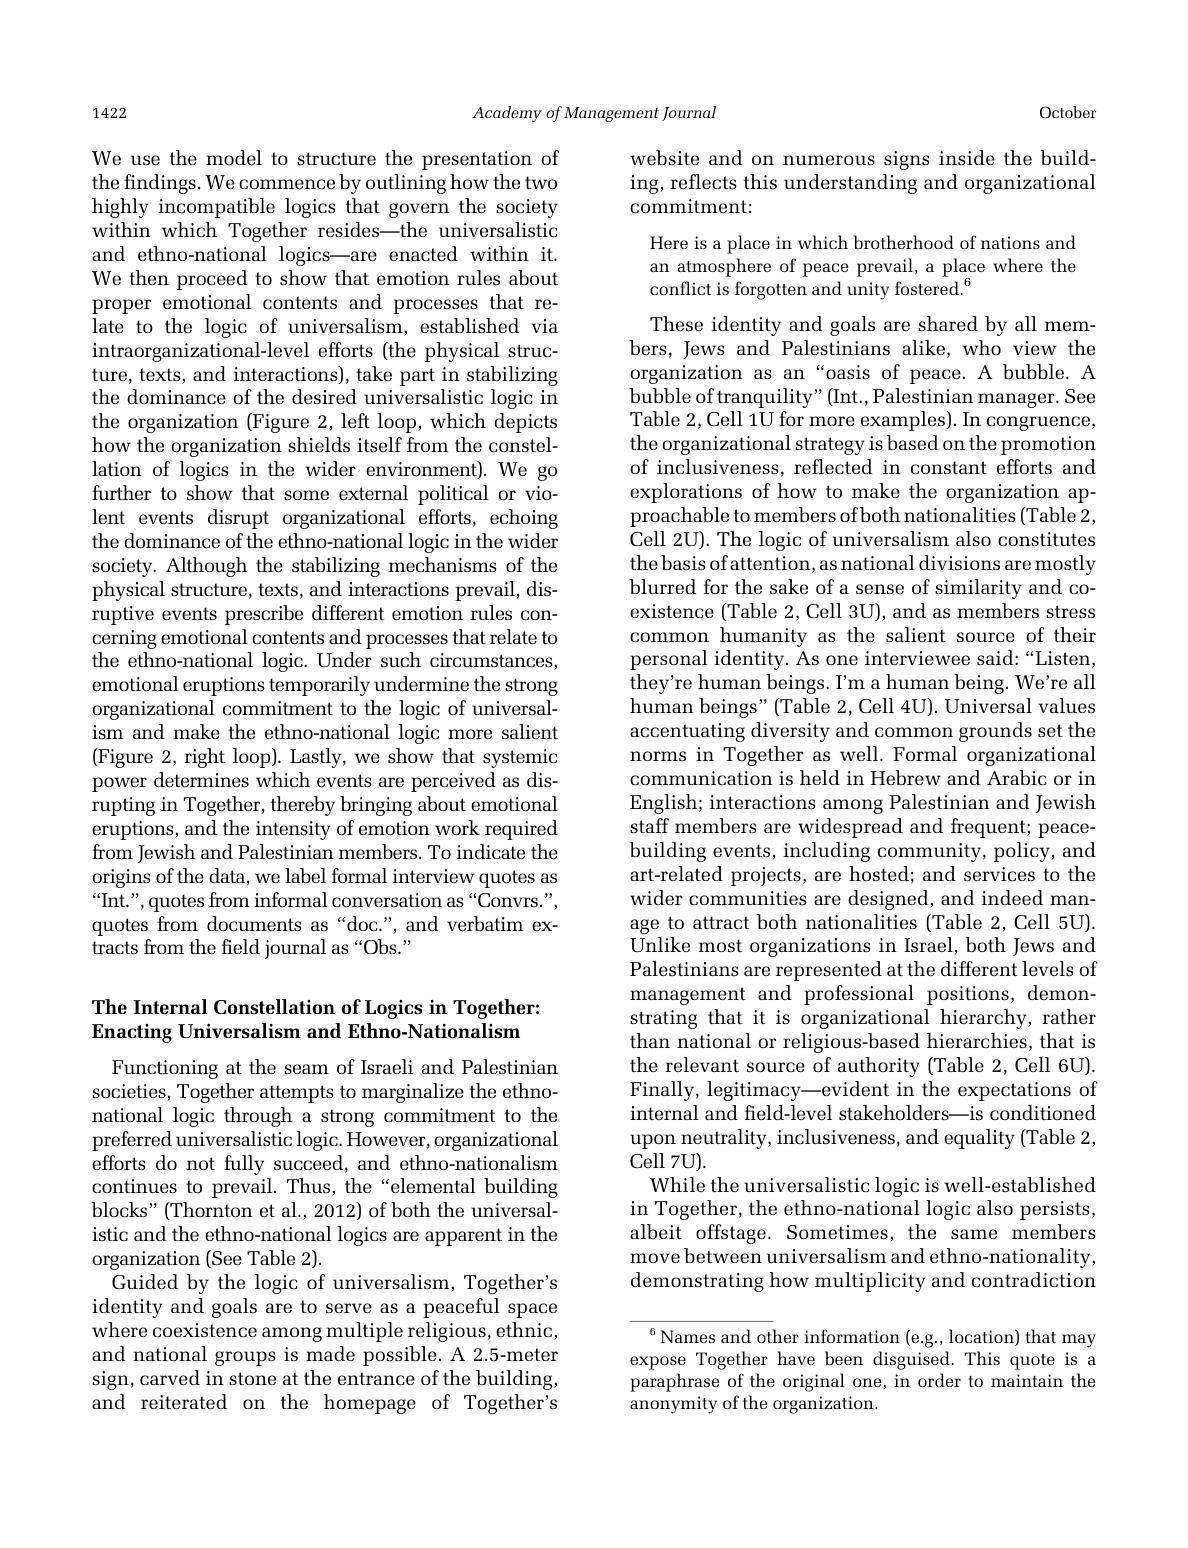 1422
Academy of Management Journal
October
We use the model to structure the presentation of
the findings. We commence by outlining how the two
highly incompatible logics that govern the society
within which Together resides—the universalistic
and ethno-national logics—are enacted within it.
We then proceed to show that emotion rules about
proper emotional contents and processes that re-
late to the logic of universalism, established via
intraorganizational-level efforts (the physical struc-
ture, texts, and interactions), take part in stabilizing
the dominance of the desired universalistic logic in
the organization (Figure 2, left loop, which depicts
how the organization shields itself from the constel-
lation of logics in the wider environment). We go
further to show that some external political or vio-
lent events disrupt organizational efforts, echoing
the dominance of the ethno-national logic in the wider
society. Although the stabilizing mechanisms of the
physical structure, texts, and interactions prevail, dis-
ruptive events prescribe different emotion rules con-
cerning emotional contents and processes that relate to
the ethno-national logic. Under such circumstances,
emotional eruptions temporarily undermine the strong
organizational commitment to the logic of universal-
ism and make the ethno-national logic more salient
(Figure 2, right loop). Lastly, we show that systemic
power determines which events are perceived as dis-
rupting in Together, thereby bringing about emotional
eruptions, and the intensity of emotion work required
from Jewish and Palestinian members. To indicate the
origins of the data, we label formal interview quotes as
“Int.”, quotes from informal conversation as “Convrs.”,
quotes from documents as “doc.”, and verbatim ex-
tracts from the field journal as “Obs.”
The Internal Constellation of Logics in Together:
Enacting Universalism and Ethno-Nationalism
Functioning at the seam of Israeli and Palestinian
societies, Together attempts to marginalize the ethno-
national logic through a strong commitment to the
preferred universalistic logic. However, organizational
efforts do not fully succeed, and ethno-nationalism
continues to prevail. Thus, the “elemental building
blocks” (Thornton et al., 2012) of both the universal-
istic and the ethno-national logics are apparent in the
organization (See Table 2).
Guided by the logic of universalism, Together’s
identity and goals are to serve as a peaceful space
where coexistence among multiple religious, ethnic,
and national groups is made possible. A 2.5-meter
sign, carved in stone at the entrance of the building,
and reiterated on the homepage of Together’s
website and on numerous signs inside the build-
ing, reflects this understanding and organizational
commitment:
Here is a place in which brotherhood of nations and
an atmosphere of peace prevail, a place where the
conflict is forgotten and unity fostered.6
These identity and goals are shared by all mem-
bers, Jews and Palestinians alike, who view the
organization as an “oasis of peace. A bubble. A
bubble of tranquility” (Int., Palestinian manager. See
Table 2, Cell 1U for more examples). In congruence,
the organizational strategy is based on the promotion
of inclusiveness, reflected in constant efforts and
explorations of how to make the organization ap-
proachable to members of both nationalities (Table 2,
Cell 2U). The logic of universalism also constitutes
the basis of attention, as national divisions are mostly
blurred for the sake of a sense of similarity and co-
existence (Table 2, Cell 3U), and as members stress
common humanity as the salient source of their
personal identity. As one interviewee said: “Listen,
they’re human beings. I’m a human being. We’re all
human beings” (Table 2, Cell 4U). Universal values
accentuating diversity and common grounds set the
norms in Together as well. Formal organizational
communication is held in Hebrew and Arabic or in
English; interactions among Palestinian and Jewish
staff members are widespread and frequent; peace-
building events, including community, policy, and
art-related projects, are hosted; and services to the
wider communities are designed, and indeed man-
age to attract both nationalities (Table 2, Cell 5U).
Unlike most organizations in Israel, both Jews and
Palestinians are represented at the different levels of
management and professional positions, demon-
strating that it is organizational hierarchy, rather
than national or religious-based hierarchies, that is
the relevant source of authority (Table 2, Cell 6U).
Finally, legitimacy—evident in the expectations of
internal and field-level stakeholders—is conditioned
upon neutrality, inclusiveness, and equality (Table 2,
Cell 7U).
While the universalistic logic is well-established
in Together, the ethno-national logic also persists,
albeit offstage. Sometimes, the same members
move between universalism and ethno-nationality,
demonstrating how multiplicity and contradiction
6 Names and other information (e.g., location) that may
expose Together have been disguised. This quote is a
paraphrase of the original one, in order to maintain the
anonymity of the organization.